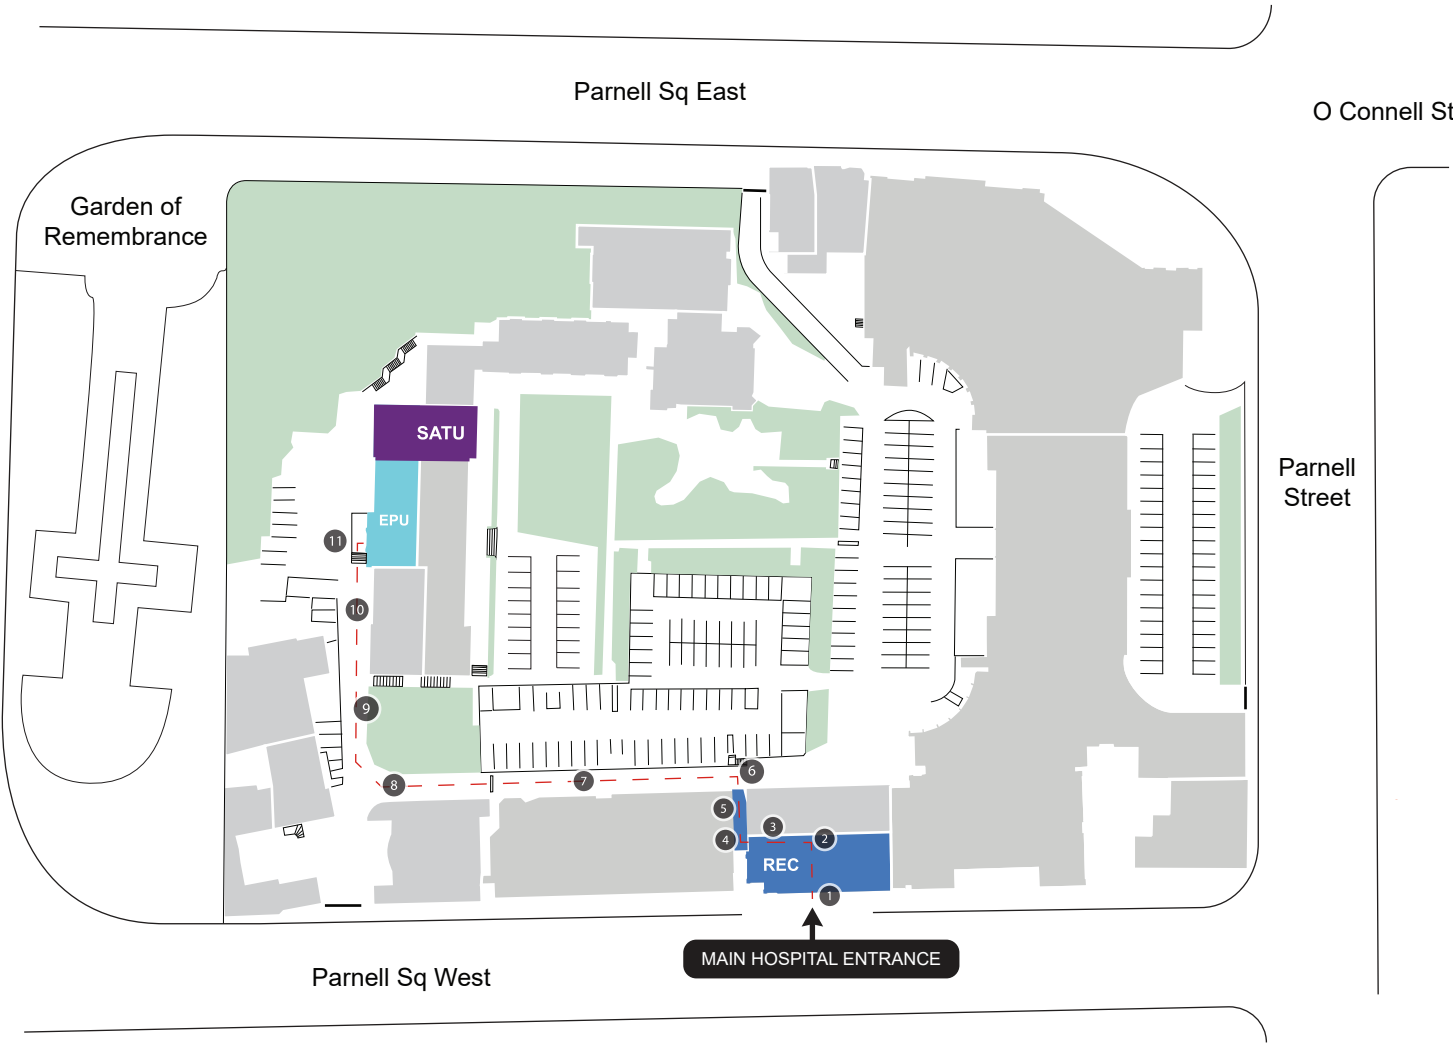 Parnell Sq East
O Connell St
Garden of
Remembrance
SATU
Parnell
Street
EPU
11
10
9
8
7
6
5
4
3
2
REC
1
MAIN HOSPITAL ENTRANCE
Parnell Sq West